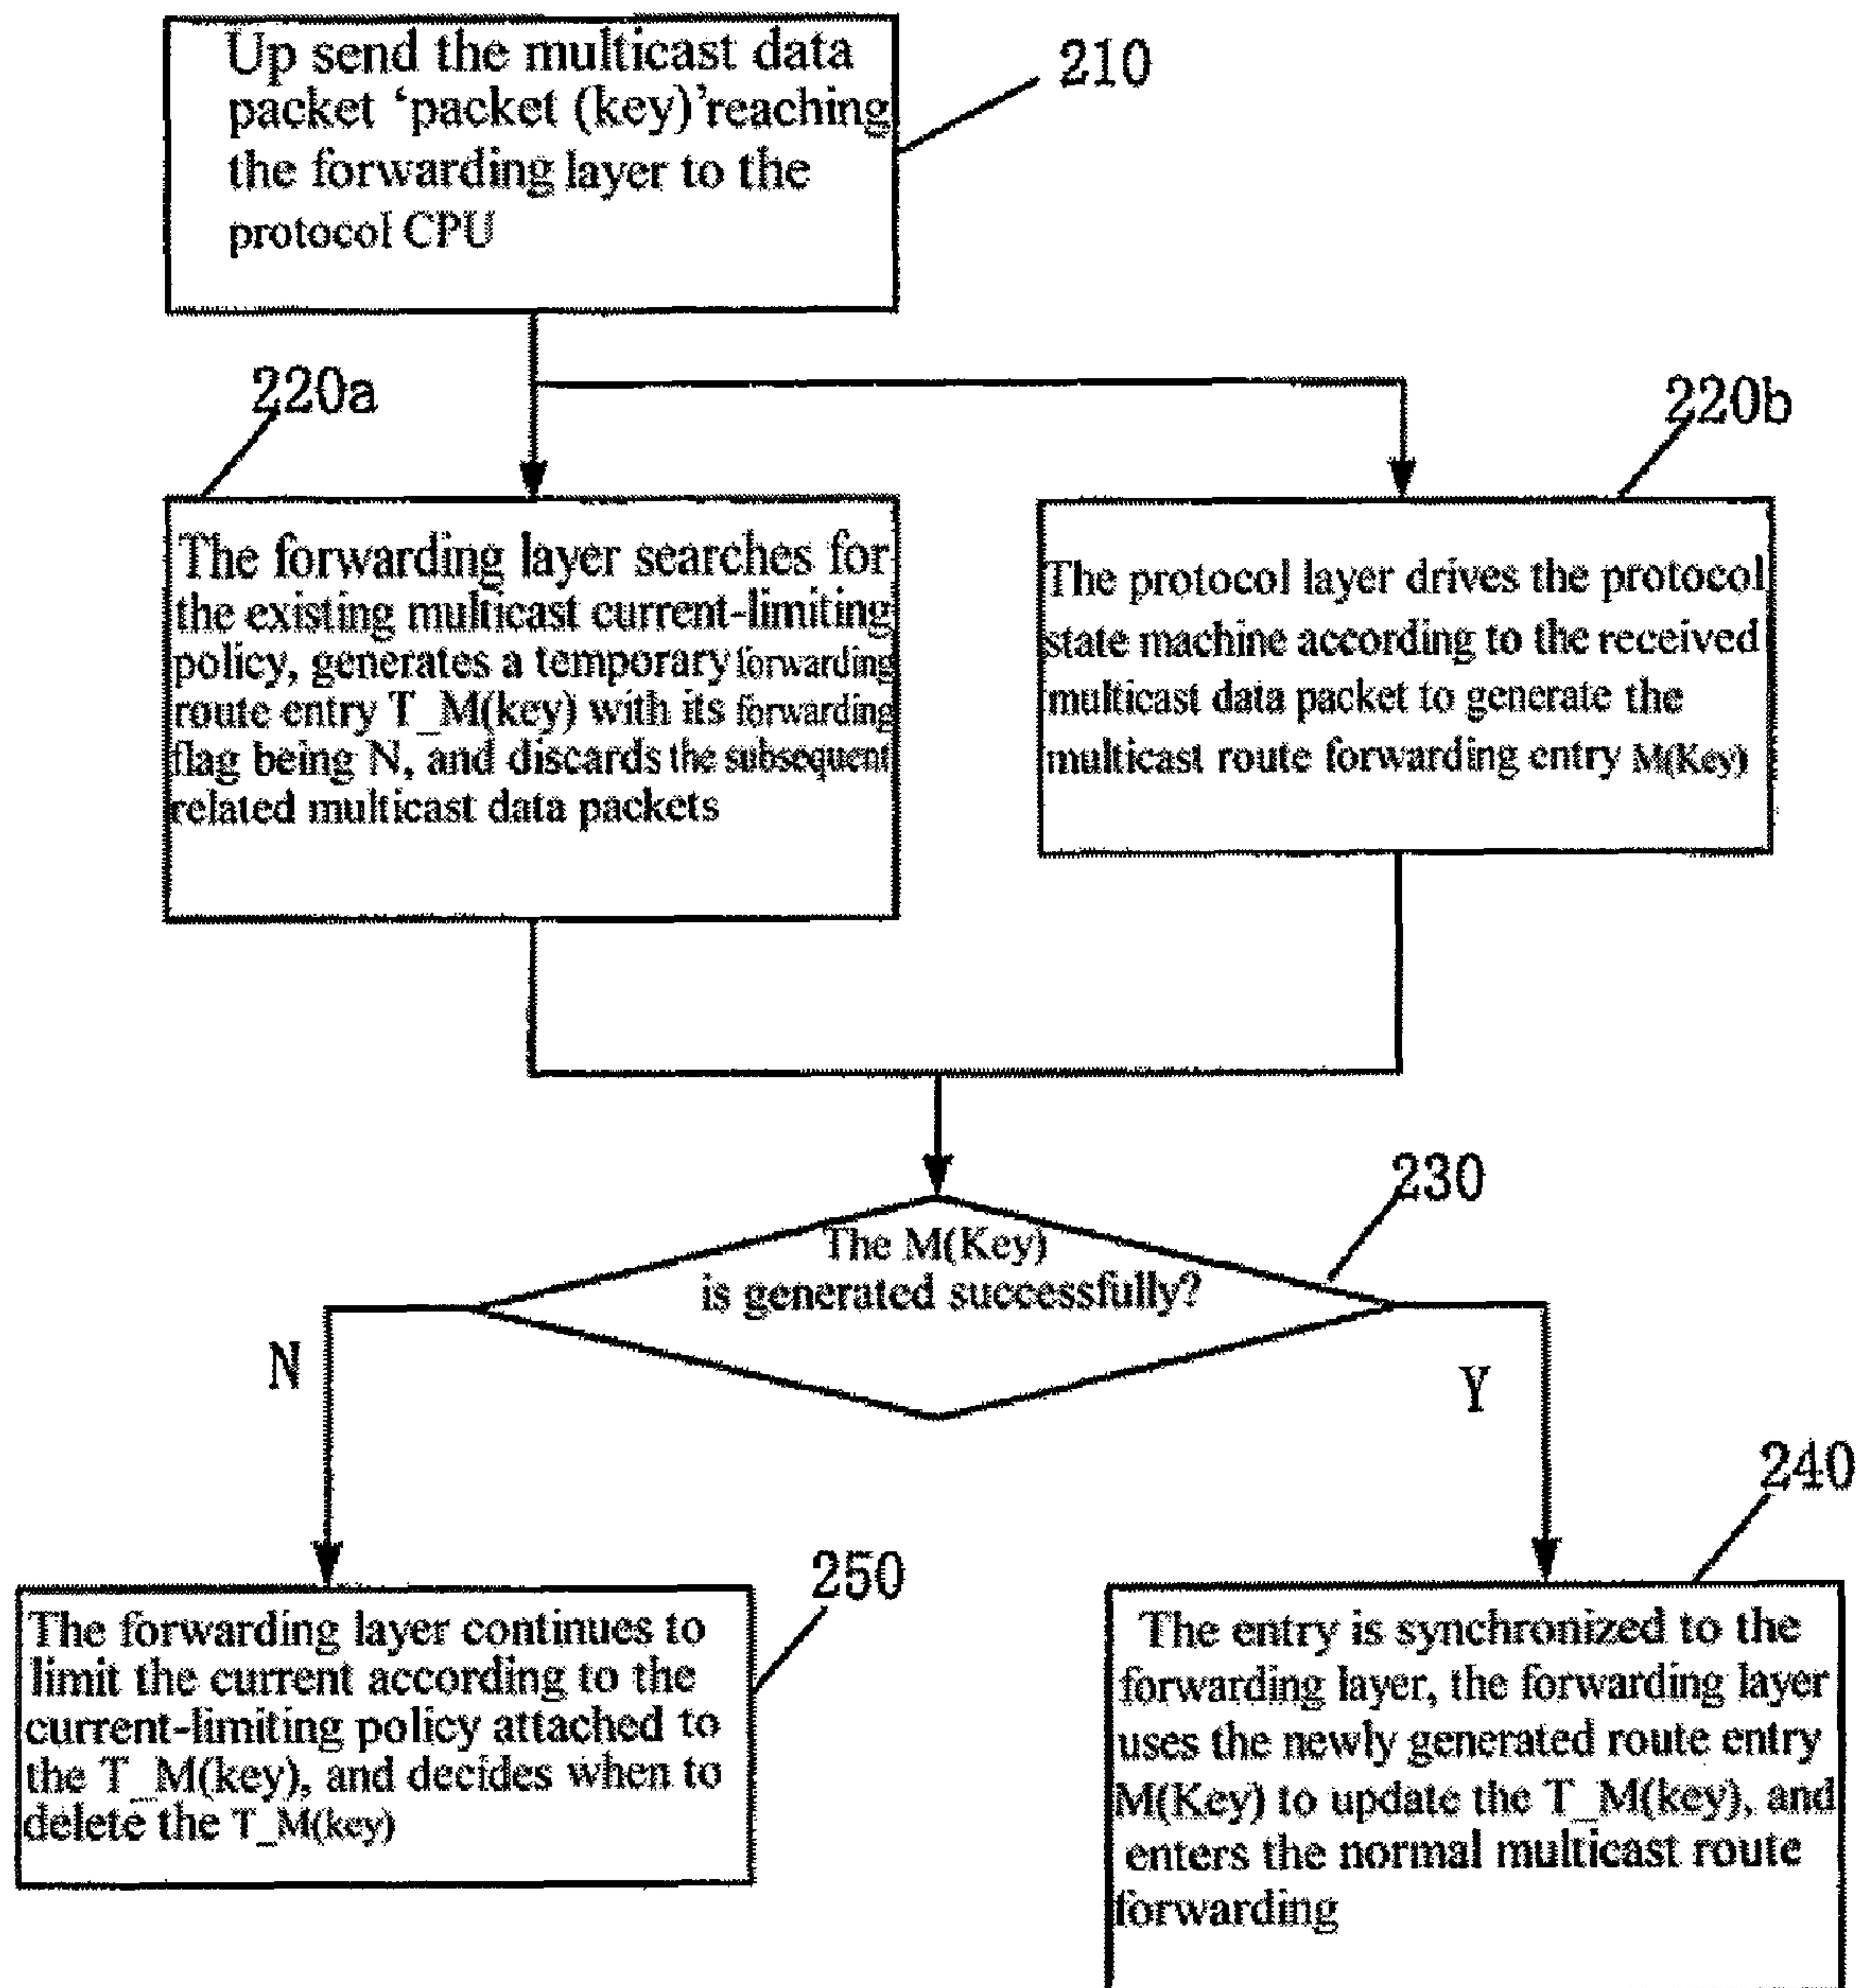 Up send the multicast data
packet ‘packet (key)’reaching
the forwarding layer to the
protocol CPU
210
220a
220b
The forwarding layer searches for
the existing multicast current-limiting
policy, generates a temporary forwarding
route entry T_M(key) with its forwarding
flag being N, and discards the subsequent
related multicast data packets
The protocol layer drives the protocol
state machine according to the received
multicast data packet to generate the
multicast route forwarding entry M(Key)
230
The M(Key)
is generated successfully?
N
Y
240
250
The forwarding layer continues to
limit the current according to the
current-limiting policy attached to
the T_M(key), and decides when to
delete the T_M(key)
The entry is synchronized to the
forwarding layer, the forwarding layer
uses the newly generated route entry
M(Key) to update the T_M(key), and
enters the normal multicast route
forwarding